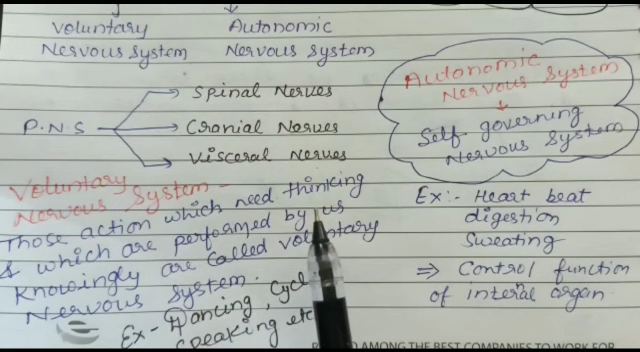 Voluntary
Nervous System
Autonomic
Nervous System
P.N.S
Spinal Nerves
Cranial Nerves
Visceral Nerves
Autonomic
Nervous System
Self governing
Nervous System
Voluntary
Nervous System -
Those action which need thinking
& which are performed by us
Knowingly are called voluntary
Nervous System.
Ex- Dancing, Cycl
Speaking etc
Ex:- Heart beat
digestion
Sweating
⇒ Control function
of interal organ.
AMONG THE BEST COMPANIES TO WORK FOR